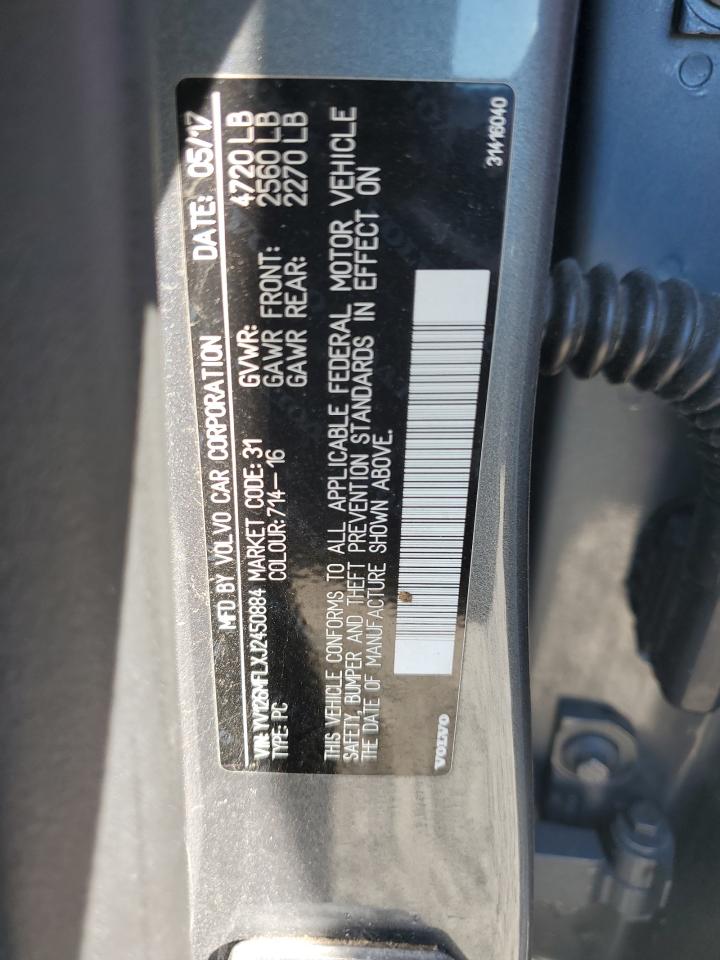 MFD BY VOLVO CAR CORPORATION DATE: 05/17
VIN: YV126MFLXJ2450884 MARKET CODE: 31 GVWR: 4720 LB
TYPE: PC COLOUR: 714-16 GAWR FRONT: 2560 LB
GAWR REAR: 2270 LB
THIS VEHICLE CONFORMS TO ALL APPLICABLE FEDERAL MOTOR VEHICLE
SAFETY, BUMPER AND THEFT PREVENTION STANDARDS IN EFFECT ON
THE DATE OF MANUFACTURE SHOWN ABOVE.
VOLVO 31416040